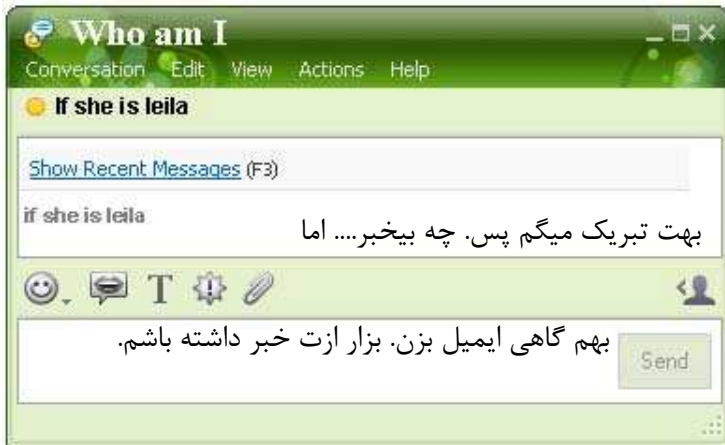 Who am I
Conversation Edit View Actions Help
If she is leila
Show Recent Messages (F3)
if she is leila
بهت تبریک میگم پس. چه بیخبر.... اما
T
بهم گاهی ایمیل بزن. بزار ازت خبر داشته باشم.
Send